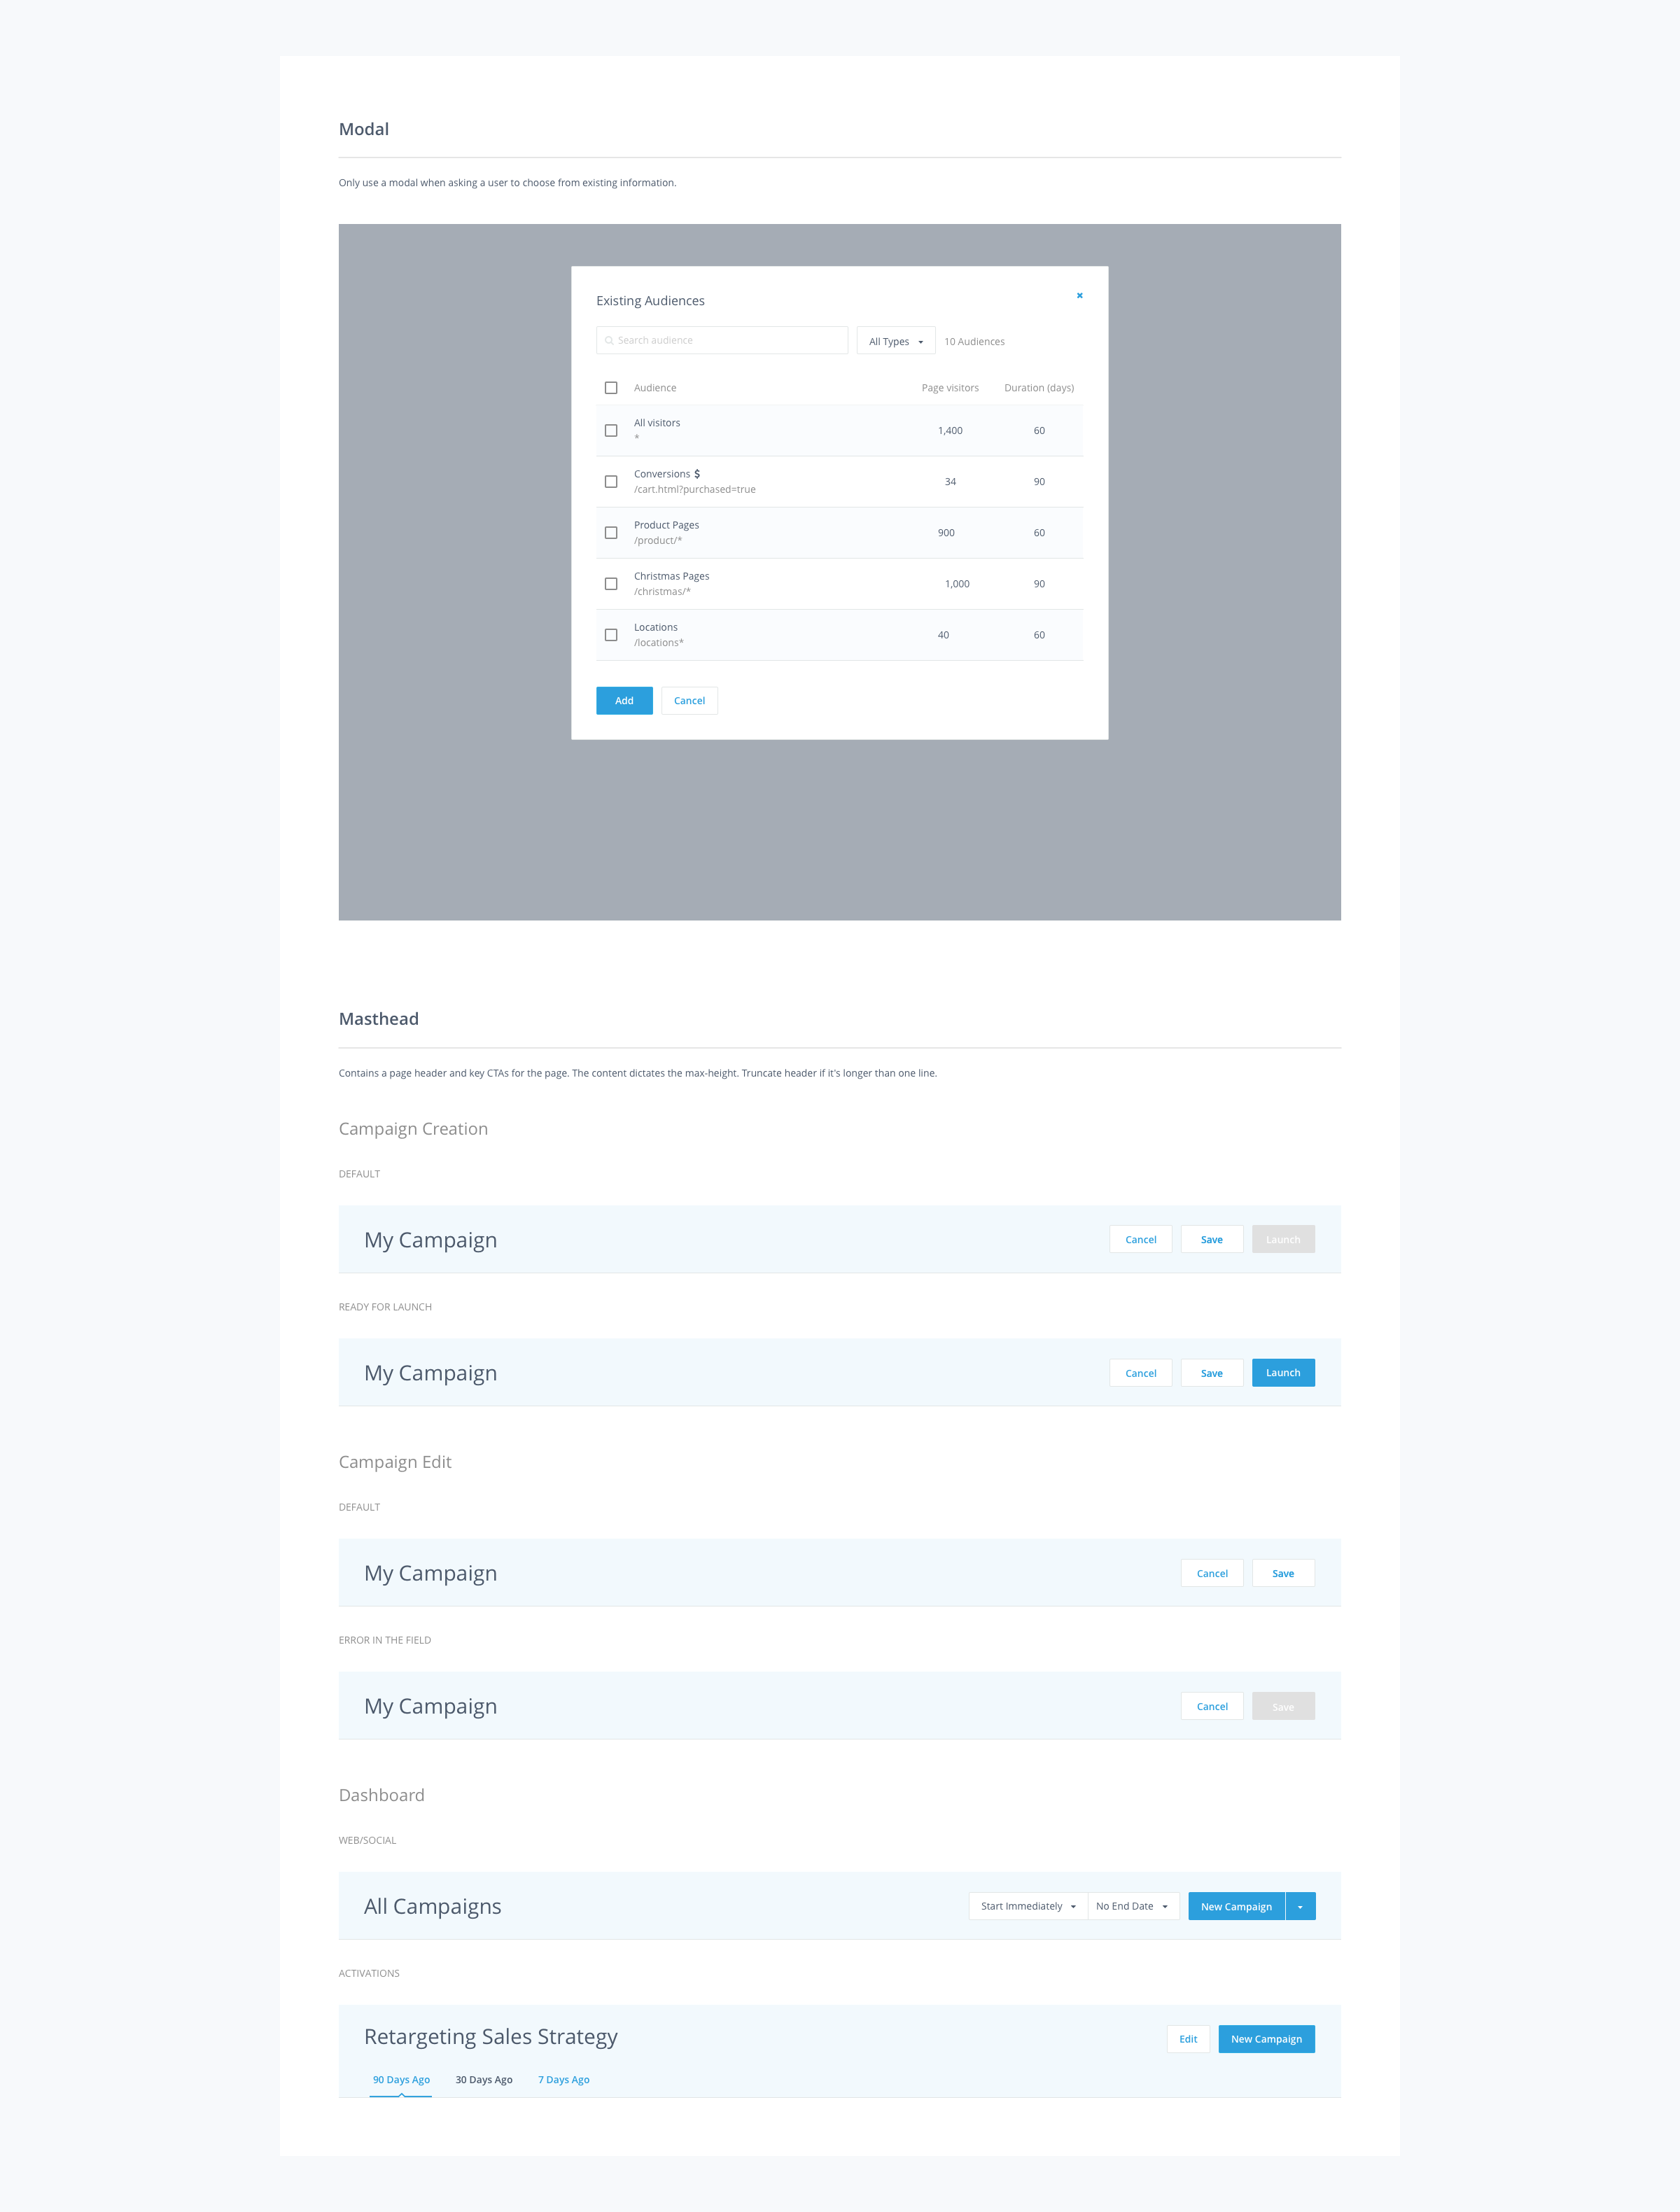 Modal
Only use a modal when asking a user to choose from existing information.
Existing Audiences
Search audience
All Types
10 Audiences
Audience Page visitors Duration (days)
All visitors
*
1,400 60
Conversions $
/cart.html?purchased=true
34 90
Product Pages
/product/*
900 60
Christmas Pages
/christmas/*
1,000 90
Locations
/locations*
40 60
Add Cancel
Masthead
Contains a page header and key CTAs for the page. The content dictates the max-height. Truncate header if it's longer than one line.
Campaign Creation
DEFAULT
My Campaign Cancel Save Launch
READY FOR LAUNCH
My Campaign Cancel Save Launch
Campaign Edit
DEFAULT
My Campaign Cancel Save
ERROR IN THE FIELD
My Campaign Cancel Save
Dashboard
WEB/SOCIAL
All Campaigns Start Immediately No End Date New Campaign
ACTIVATIONS
Retargeting Sales Strategy Edit New Campaign
90 Days Ago 30 Days Ago 7 Days Ago